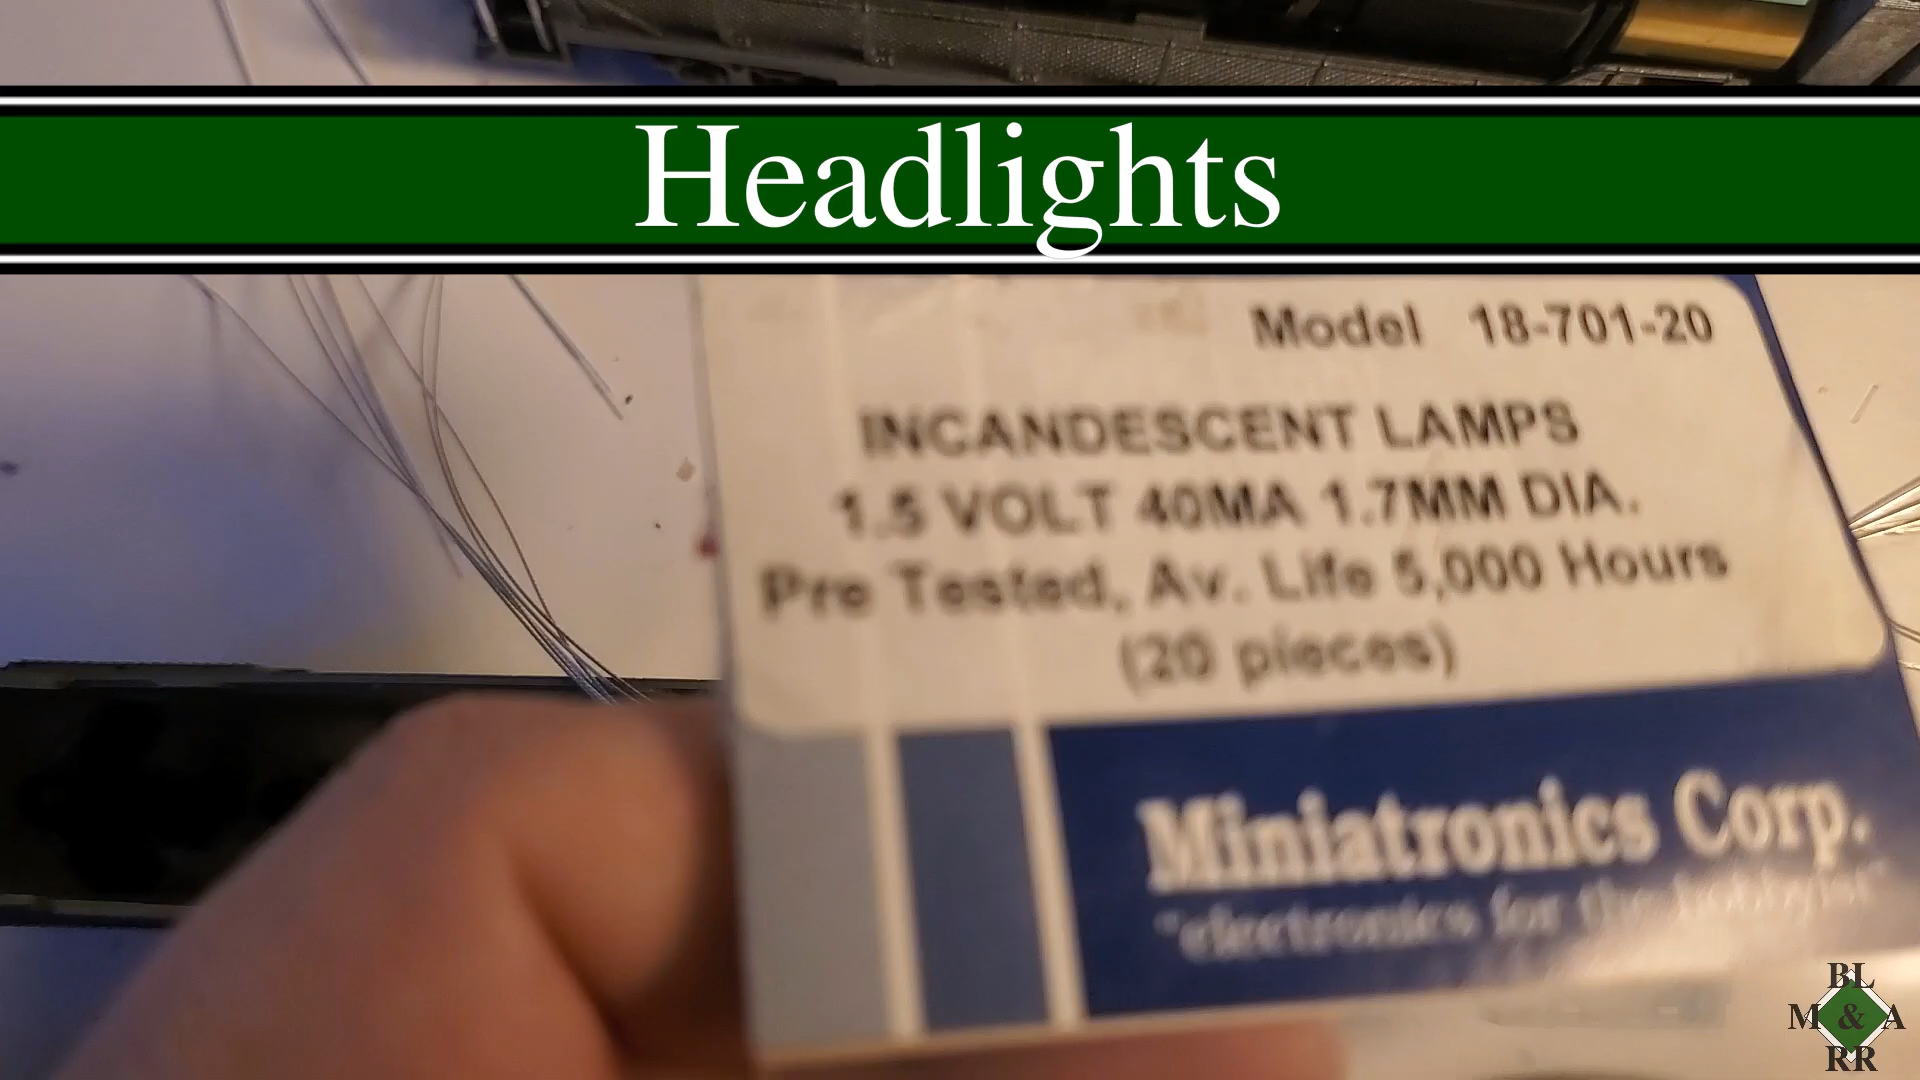 Headlights
Model 18-701-20
INCANDESCENT LAMPS
1.5 VOLT 40MA 1.7MM DIA.
Pre Tested, Av. Life 5,000 Hours
(20 pieces)
Miniatronics Corp.
"electronics for the hobbyist"
BL
M & A
RR